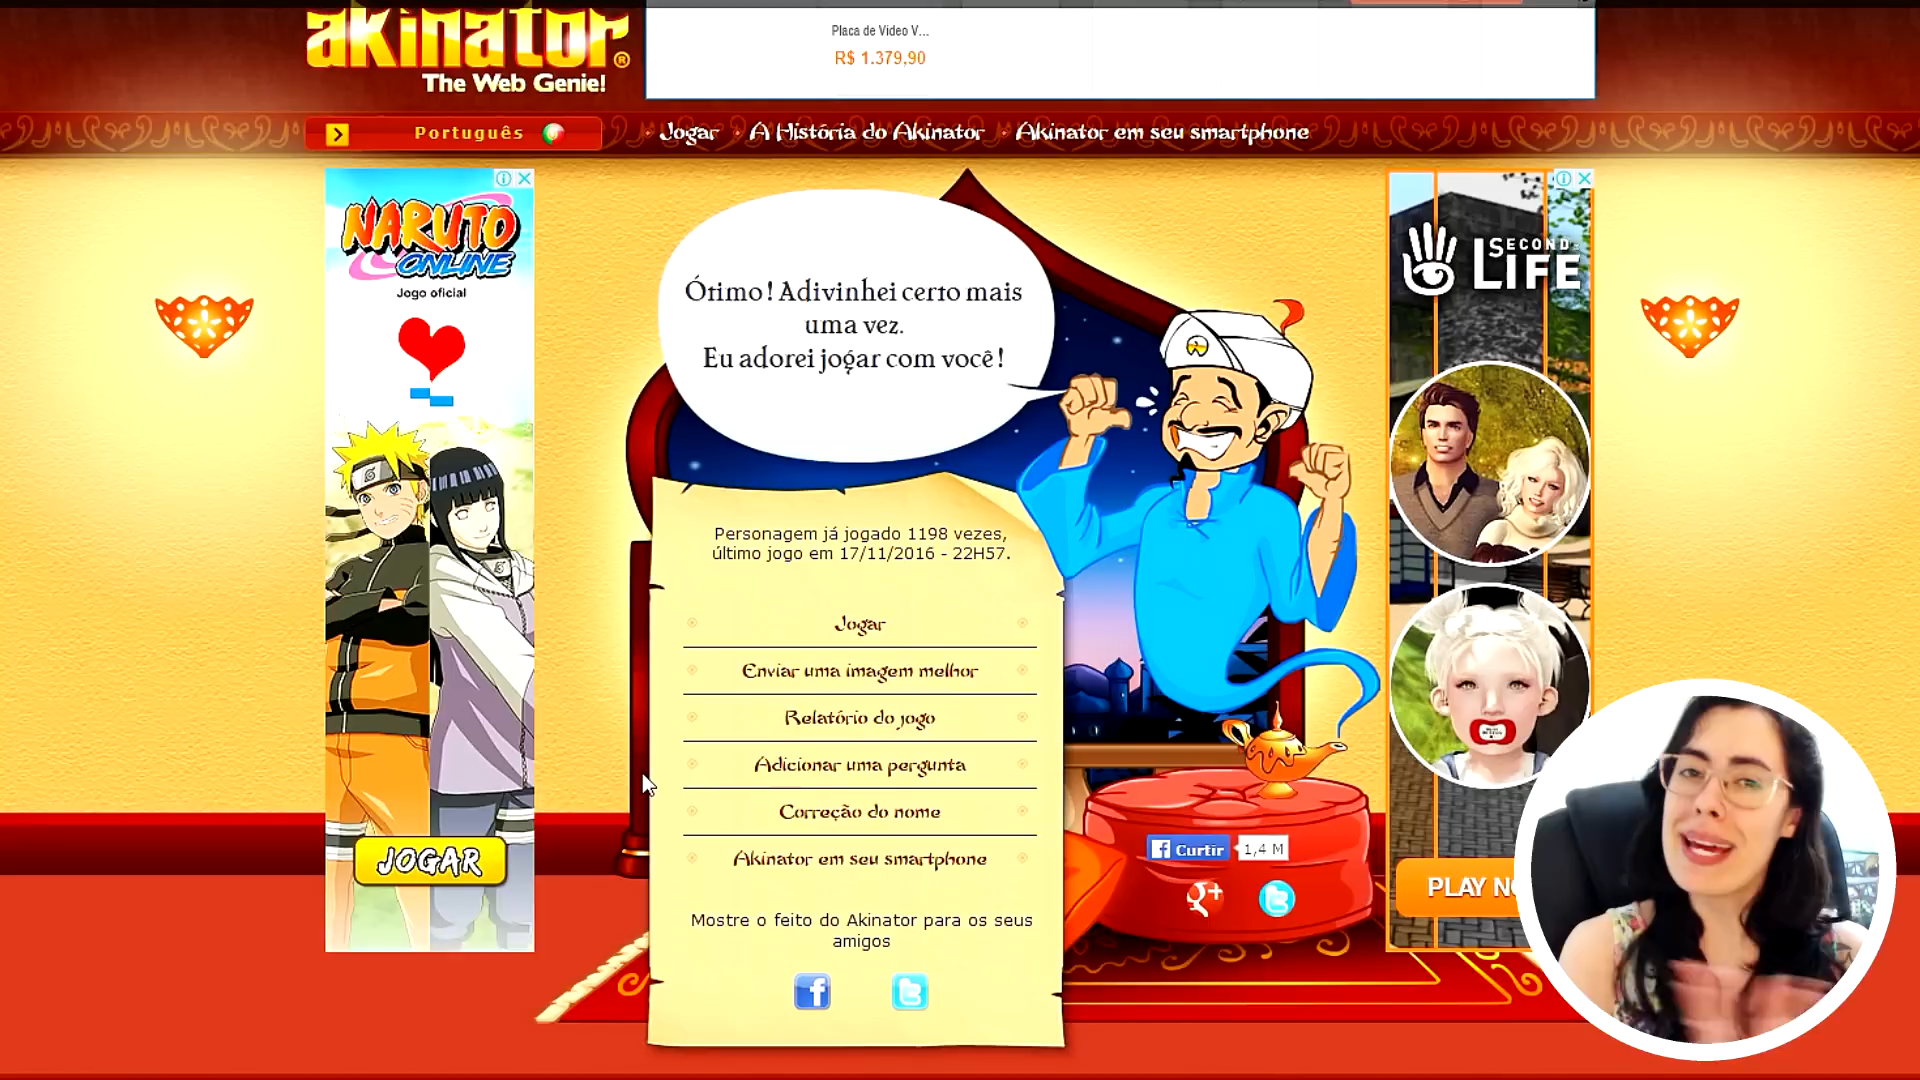 akinator®
The Web Genie!
Placa de Video V...
R$ 1.379,90
Português
Jogar
A História do Akinator
Akinator em seu smartphone
NARUTO
ONLINE
Jogo oficial
JOGAR
Ótimo! Adivinhei certo mais
uma vez.
Eu adorei jogar com você!
Personagem já jogado 1198 vezes,
último jogo em 17/11/2016 - 22H57.
Jogar
Enviar uma imagem melhor
Relatório do jogo
Adicionar uma pergunta
Correção do nome
Akinator em seu smartphone
Mostre o feito do Akinator para os seus
amigos
Curtir
1,4 M
SECOND
LIFE
PLAY